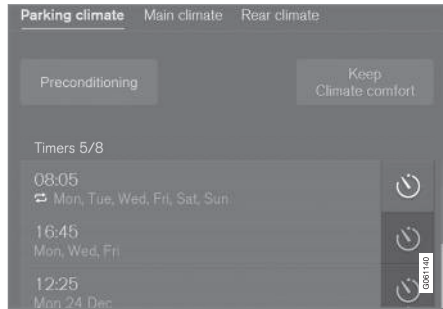 Parking climate Main climate Rear climate
Preconditioning
Keep
Climate comfort
Timers 5/8
08:05
Mon, Tue, Wed, Fri, Sat, Sun
16:45
Mon, Wed, Fri
12:25
Mon 24 Dec
G061140